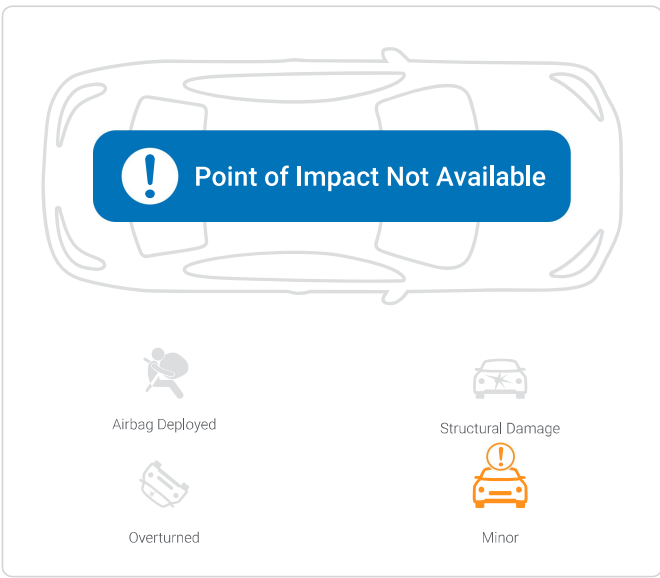 Point of Impact Not Available
Airbag Deployed
Structural Damage
Overturned
Minor